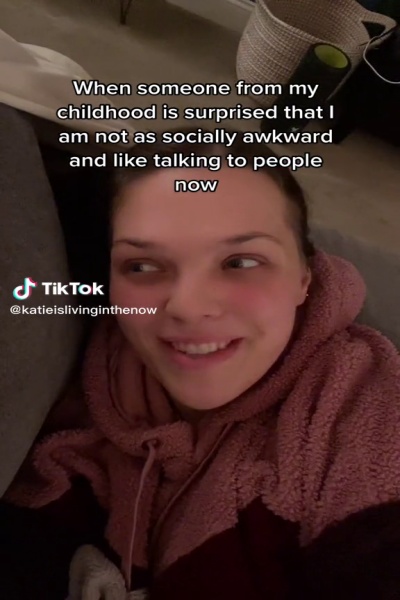 When someone from my
childhood is surprised that I
am not as socially awkward
and like talking to people
now
TikTok
@katieislivinginthenow